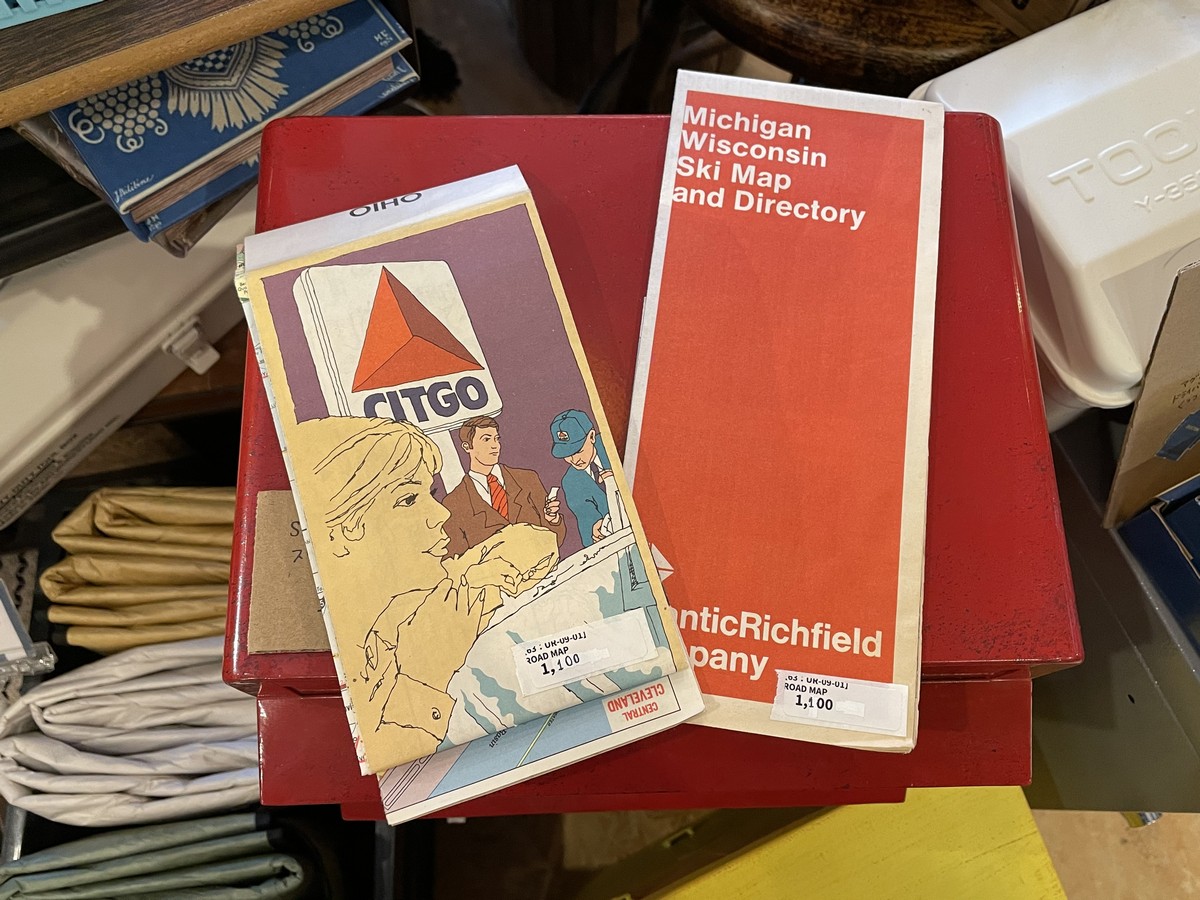 OHIO
CITGO
CENTRAL
CLEVELAND
ROAD MAP
1,100
Michigan
Wisconsin
Ski Map
and Directory
anticRichfield
pany
ROAD MAP
1,100